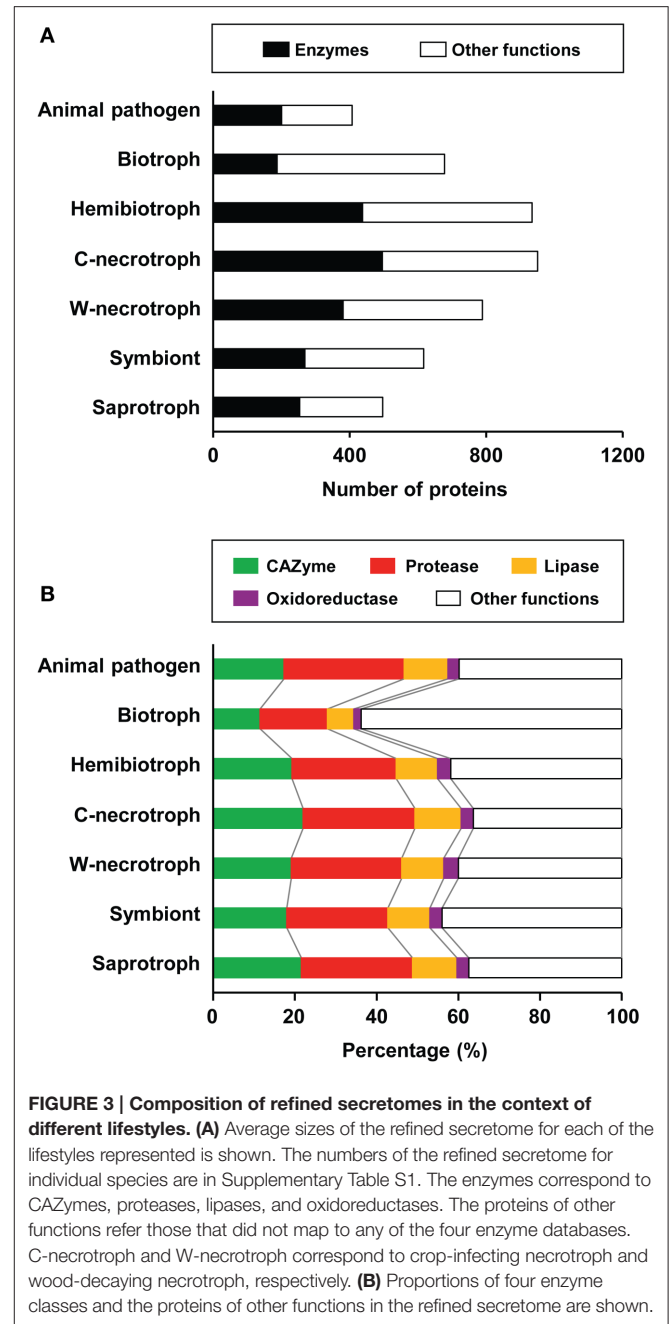 A
Enzymes Other functions
Animal pathogen
Biotroph
Hemibiotroph
C-necrotroph
W-necrotroph
Symbiont
Saprotroph
0 400 800 1200
Number of proteins
CAZyme Protease Lipase
B
Oxidoreductase Other functions
Animal pathogen
Biotroph
Hemibiotroph
C-necrotroph
W-necrotroph
Symbiont
Saprotroph
0 20 40 60 80 100
Percentage (%)
FIGURE 3 | Composition of refined secretomes in the context of
different lifestyles. (A) Average sizes of the refined secretome for each of the
lifestyles represented is shown. The numbers of the refined secretome for
individual species are in Supplementary Table S1. The enzymes correspond to
CAZymes, proteases, lipases, and oxidoreductases. The proteins of other
functions refer those that did not map to any of the four enzyme databases.
C-necrotroph and W-necrotroph correspond to crop-infecting necrotroph and
wood-decaying necrotroph, respectively. (B) Proportions of four enzyme
classes and the proteins of other functions in the refined secretome are shown.